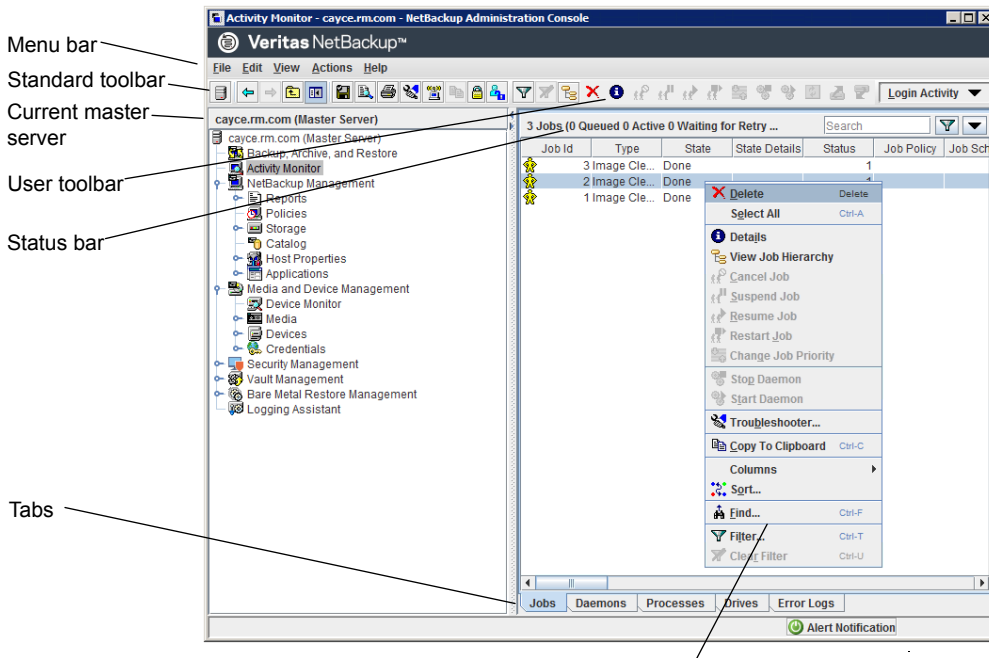 Activity Monitor - cayce.rm.com - NetBackup Administration Console
Veritas NetBackup™
Menu bar
File Edit View Actions Help
Standard toolbar
Login Activity
Current master
server
cayce.rm.com (Master Server)
3 Jobs (0 Queued 0 Active 0 Waiting for Retry ...
Search
cayce.rm.com (Master Server)
Backup, Archive, and Restore
Activity Monitor
NetBackup Management
Reports
Policies
Storage
Catalog
Host Properties
Applications
Media and Device Management
Device Monitor
Media
Devices
Credentials
Security Management
Vault Management
Bare Metal Restore Management
Logging Assistant
User toolbar
Status bar
Job Id Type State State Details Status Job Policy Job Sch
3 Image Cle... Done 1
2 Image Cle... Done 1
1 Image Cle... Done
Delete Delete
Select All Ctrl-A
Details
View Job Hierarchy
Cancel Job
Suspend Job
Resume Job
Restart Job
Change Job Priority
Stop Daemon
Start Daemon
Troubleshooter...
Copy To Clipboard Ctrl-C
Columns
Sort...
Find... Ctrl-F
Filter... Ctrl-T
Clear Filter Ctrl-U
Tabs
Jobs Daemons Processes Drives Error Logs
Alert Notification